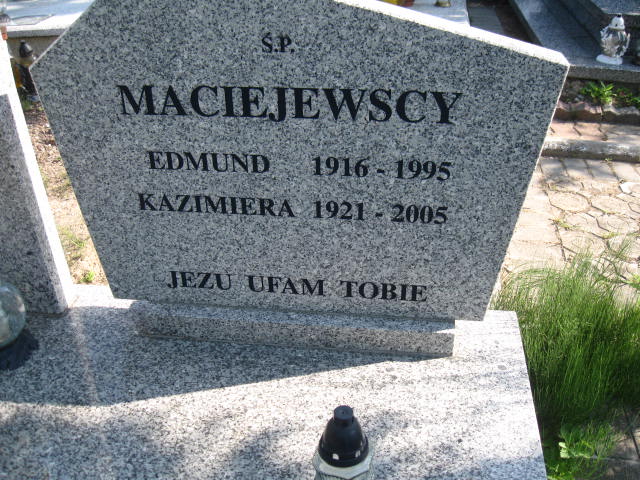 Ś.P.
MACIEJEWSCY
EDMUND 1916 - 1995
KAZIMIERA 1921 - 2005
JEZU UFAM TOBIE